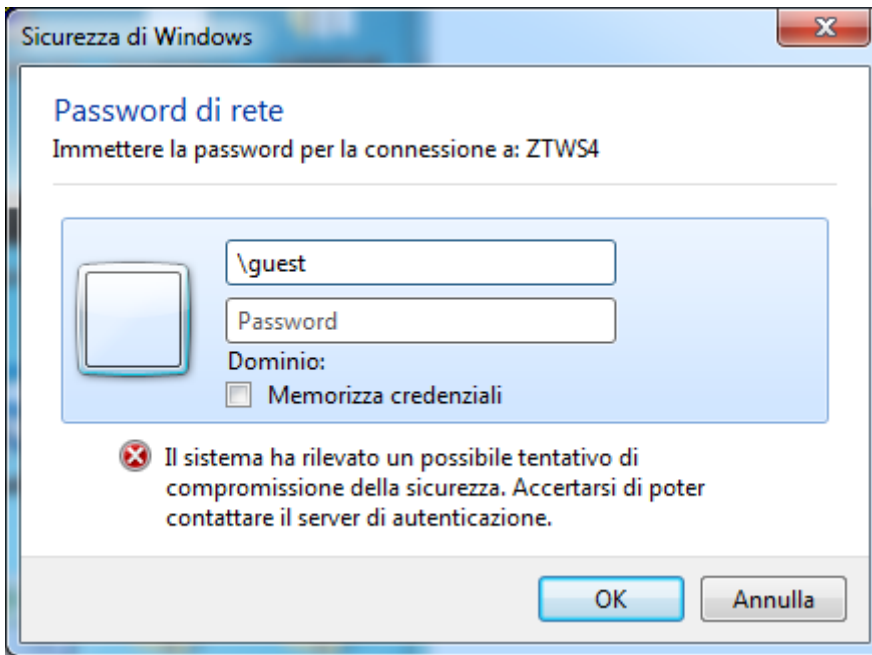 Sicurezza di Windows
Password di rete
Immettere la password per la connessione a: ZTWS4
\guest
Password
Dominio:
Memorizza credenziali
Il sistema ha rilevato un possibile tentativo di
compromissione della sicurezza. Accertarsi di poter
contattare il server di autenticazione.
OK
Annulla